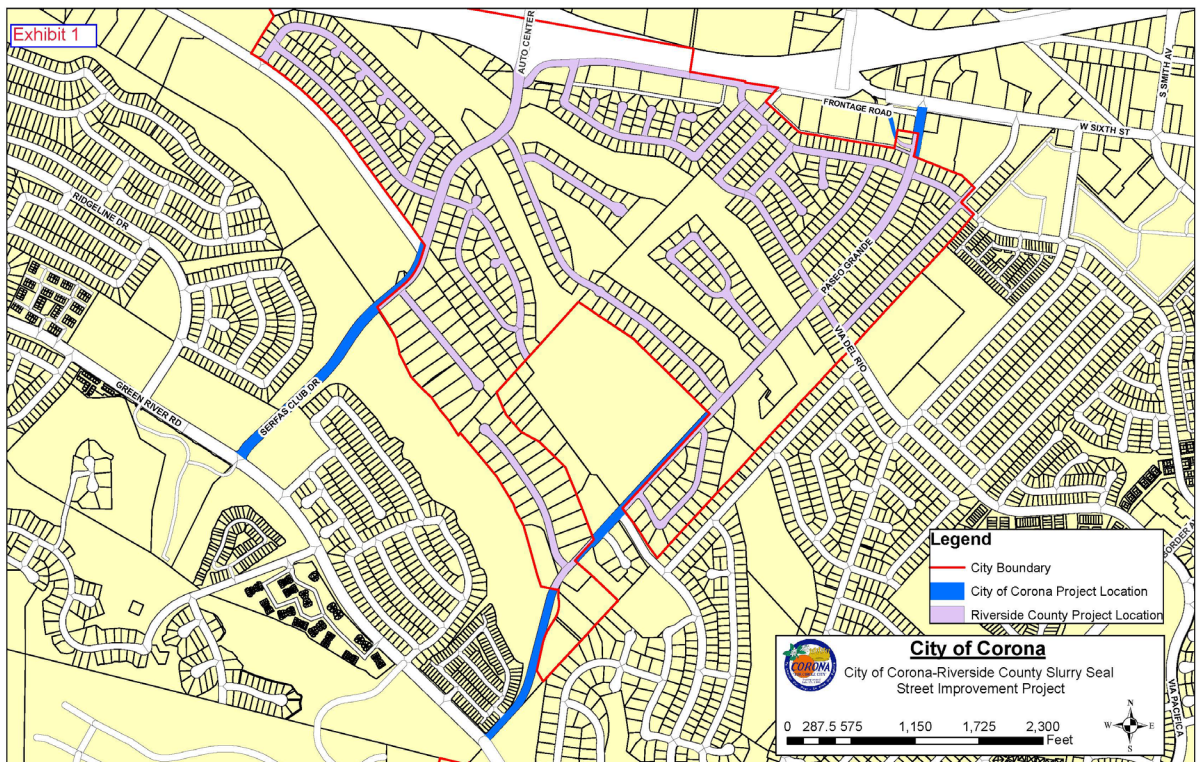 Exhibit 1
AUTO CENTER
S SMITH AV
FRONTAGE ROAD
W SIXTH ST
RIDGELINE DR
PASEO GRANDE
VIA DEL RIO
GREEN RIVER RD
SERFAS CLUB DR
Legend
City Boundary
City of Corona Project Location
Riverside County Project Location
VIA PACIFICA
City of Corona
CORONA
City of Corona-Riverside County Slurry Seal
Street Improvement Project
0 287.5 575 1,150 1,725 2,300
Feet
N
W E
S